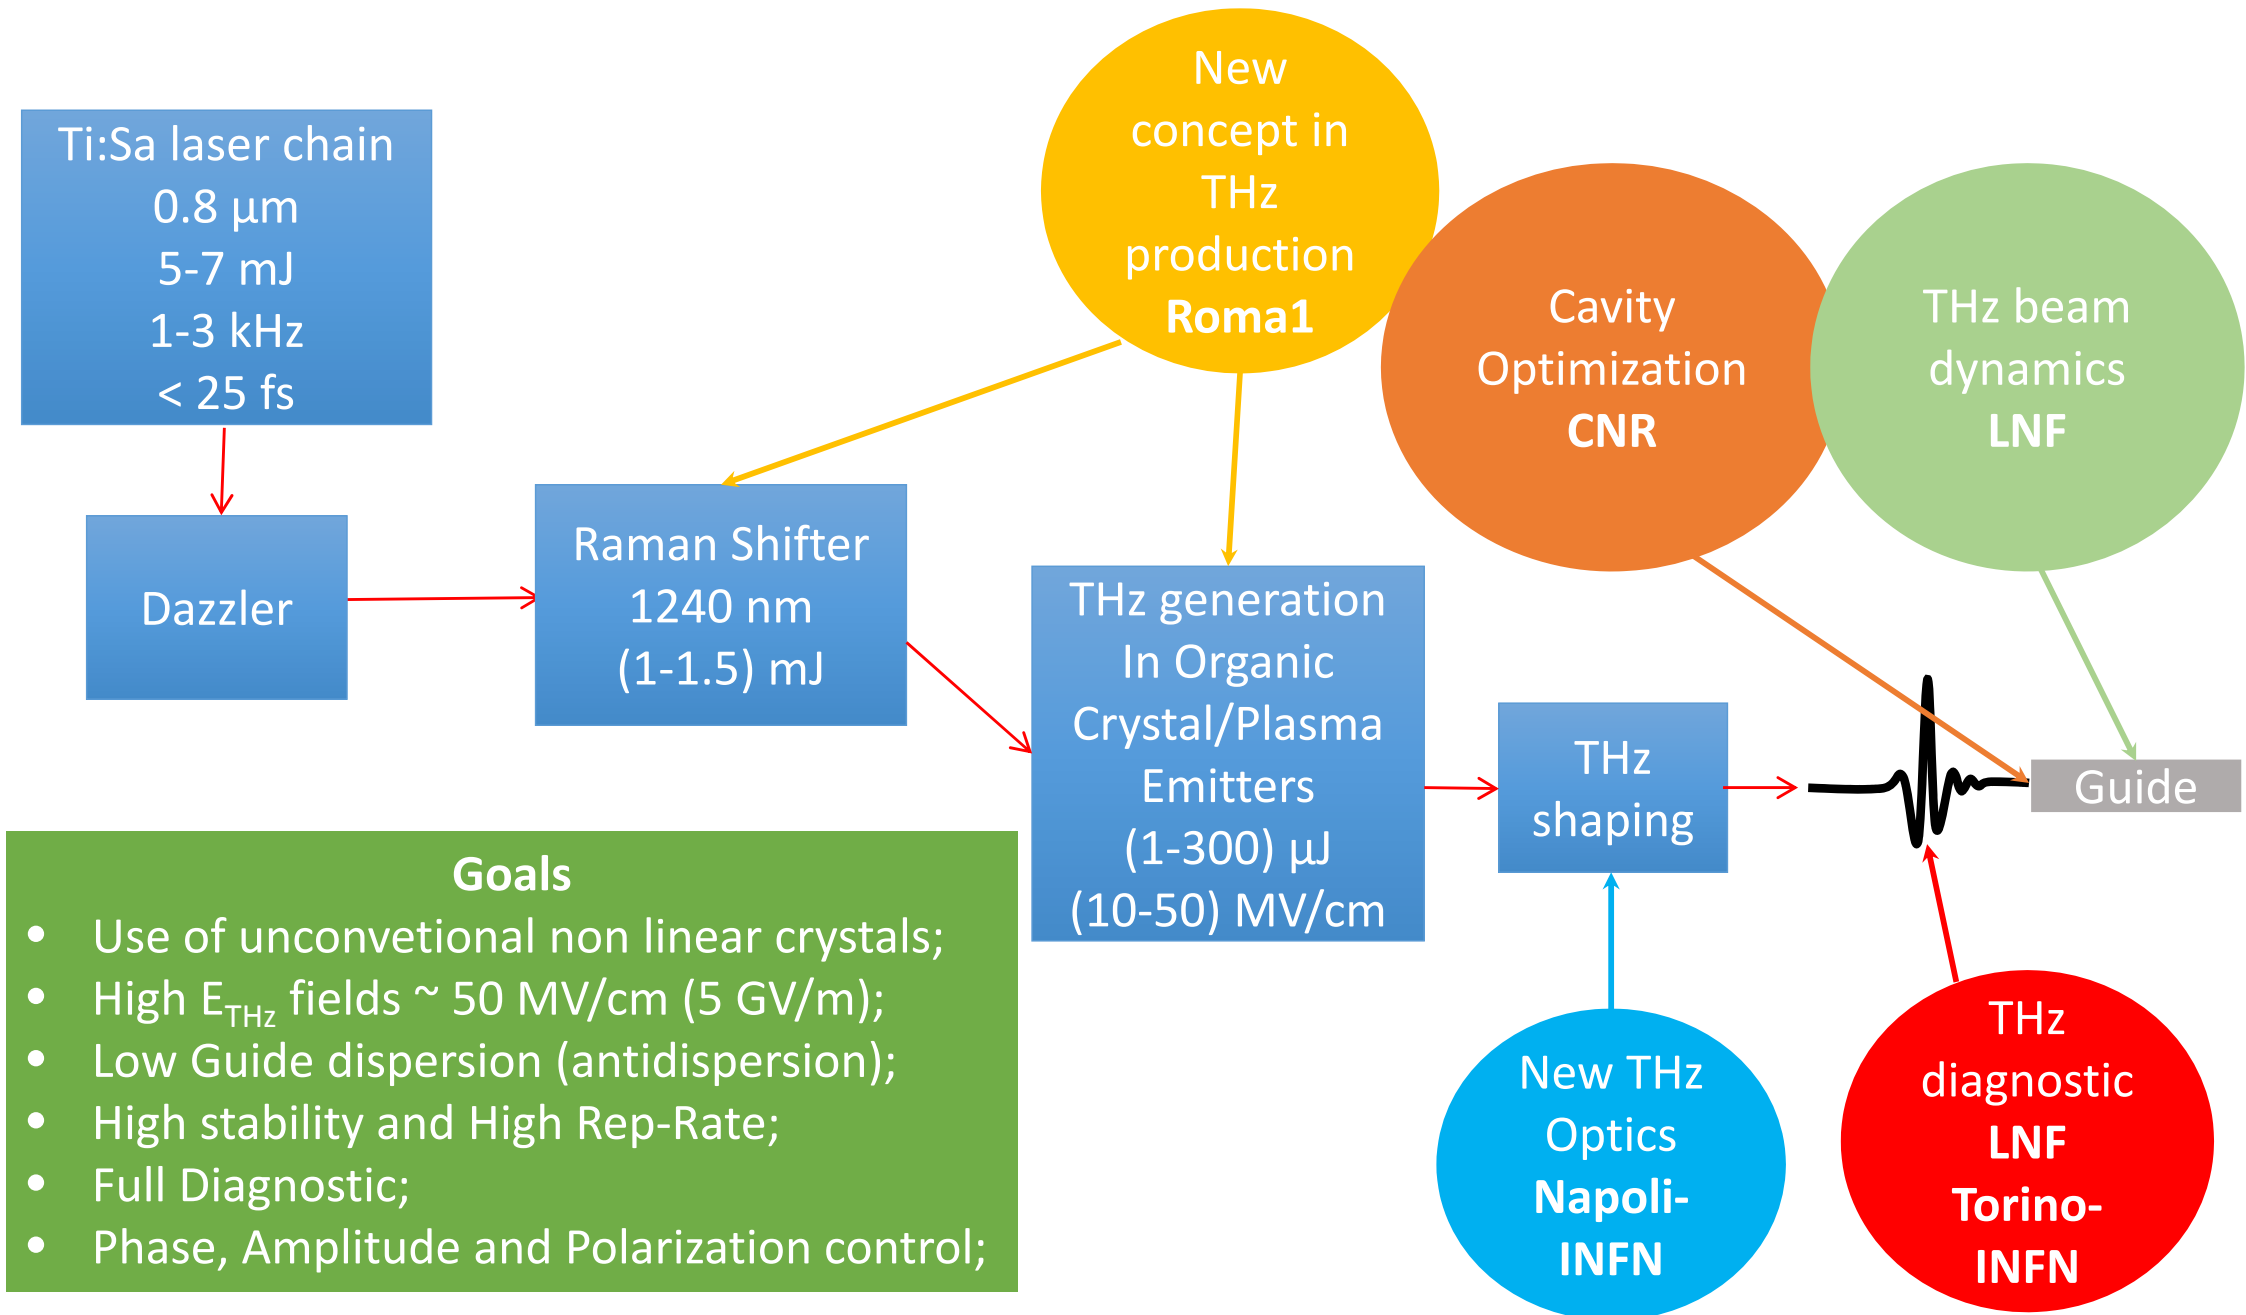 Ti:Sa laser chain
0.8 µm
5-7 mJ
1-3 kHz
< 25 fs
New
concept in
THz
production
Roma1
Cavity
Optimization
CNR
THz beam
dynamics
LNF
Dazzler
Raman Shifter
1240 nm
(1-1.5) mJ
THz generation
In Organic
Crystal/Plasma
Emitters
(1-300) µJ
(10-50) MV/cm
THz
shaping
Guide
Goals
• Use of unconvetional non linear crystals;
• High ETHz fields ~ 50 MV/cm (5 GV/m);
• Low Guide dispersion (antidispersion);
• High stability and High Rep-Rate;
• Full Diagnostic;
• Phase, Amplitude and Polarization control;
New THz
Optics
Napoli-
INFN
THz
diagnostic
LNF
Torino-
INFN